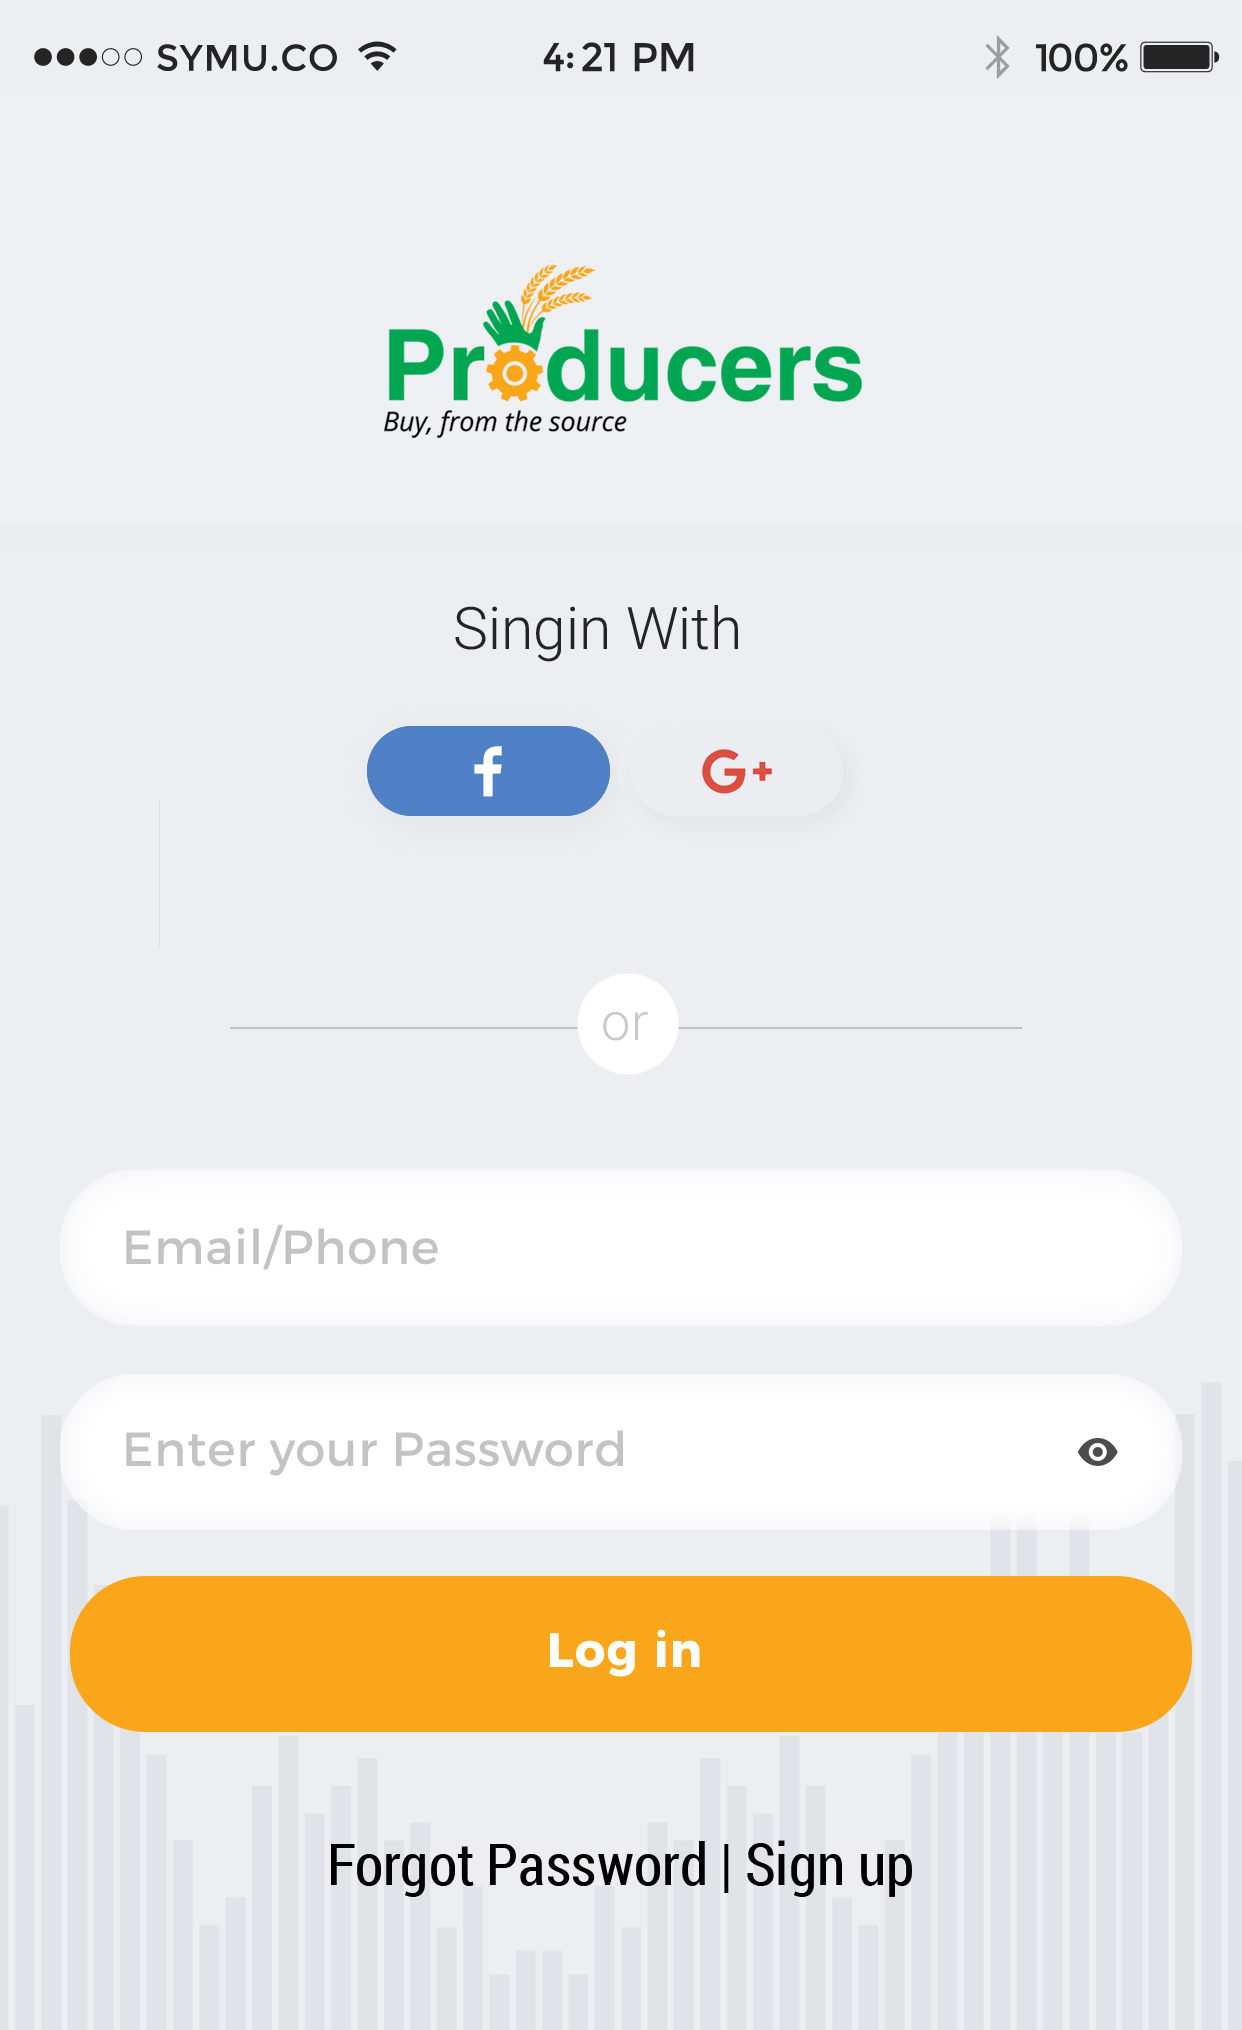 SYMU.CO 4:21 PM 100%
Producers
Buy, from the source
Singin With
f G+
or
Email/Phone
Enter your Password
Log in
Forgot Password | Sign up